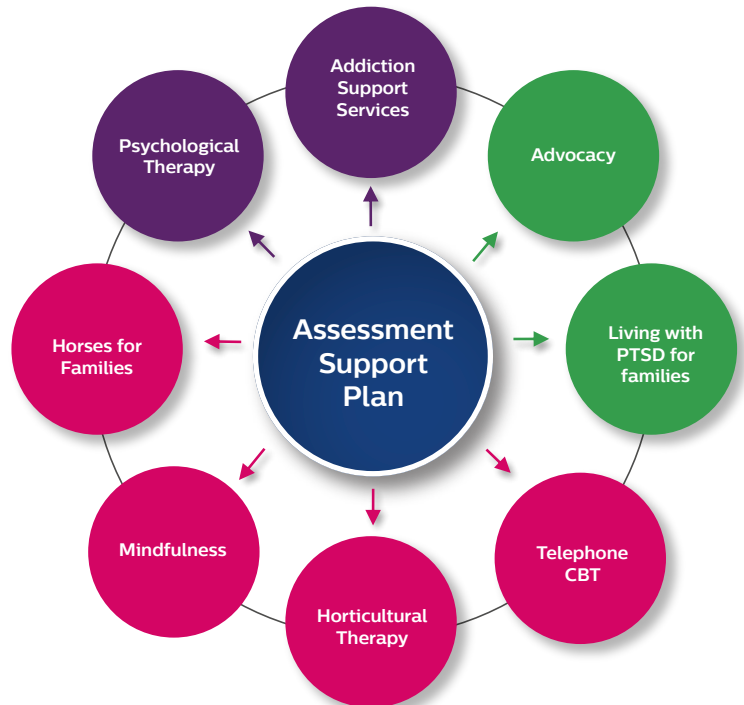 Addiction
Support
Services
Advocacy
Living with
PTSD for
families
Telephone
CBT
Horticultural
Therapy
Mindfulness
Horses for
Families
Psychological
Therapy
Assessment
Support
Plan